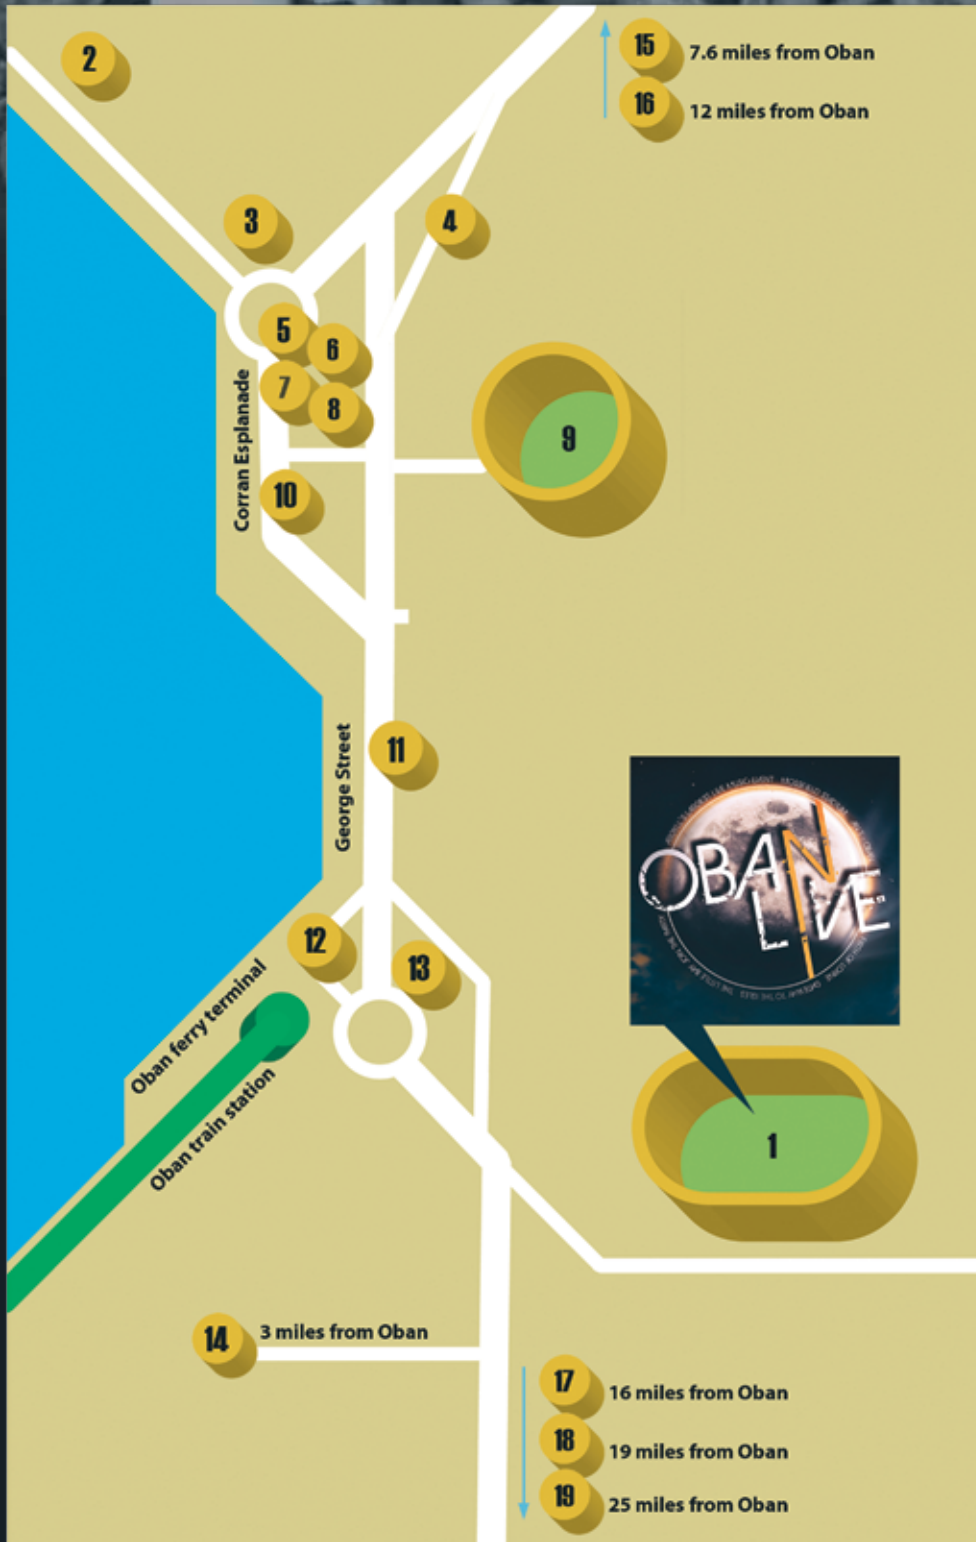 2
15
7.6 miles from Oban
16
12 miles from Oban
3
4
5
6
7
8
9
Corran Esplanade
10
George Street
11
OBAN
LIVE
12
13
Oban ferry terminal
Oban train station
1
14
3 miles from Oban
17
16 miles from Oban
18
19 miles from Oban
19
25 miles from Oban